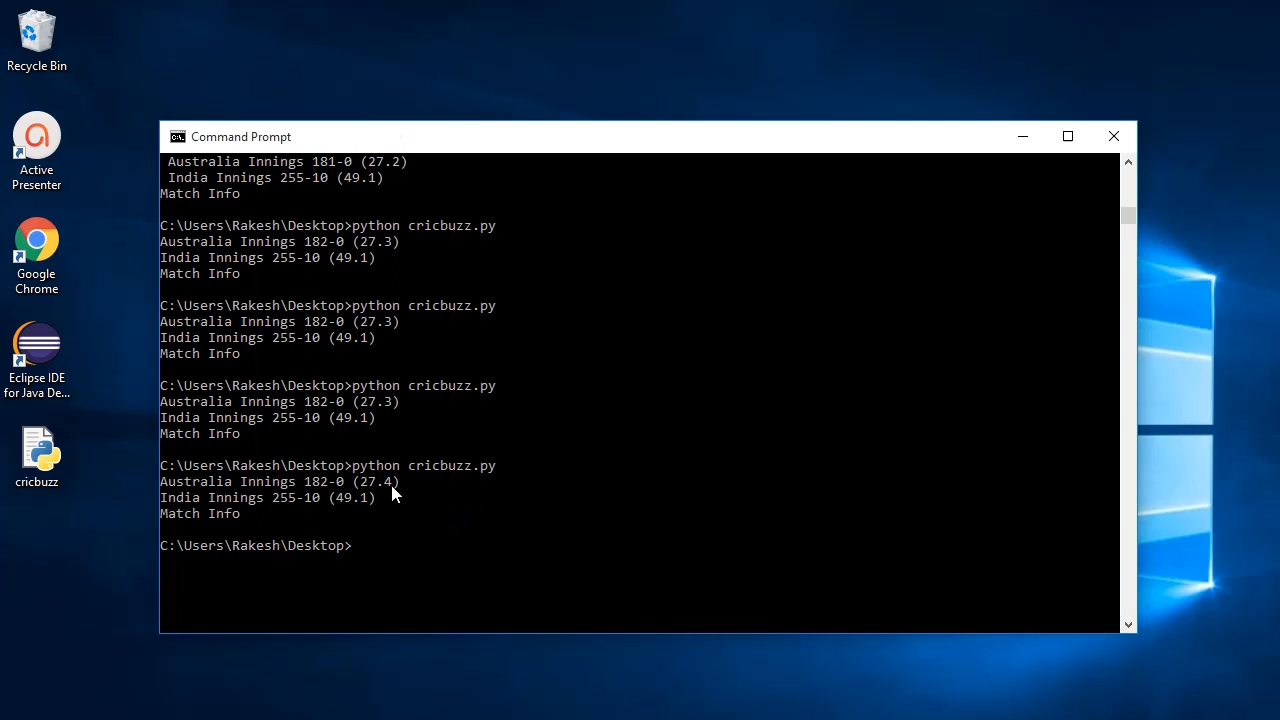 Recycle Bin
Active
Presenter
Google
Chrome
Eclipse IDE
for Java De...
cricbuzz
Command Prompt
Australia Innings 181-0 (27.2)
India Innings 255-10 (49.1)
Match Info
C:\Users\Rakesh\Desktop>python cricbuzz.py
Australia Innings 182-0 (27.3)
India Innings 255-10 (49.1)
Match Info
C:\Users\Rakesh\Desktop>python cricbuzz.py
Australia Innings 182-0 (27.3)
India Innings 255-10 (49.1)
Match Info
C:\Users\Rakesh\Desktop>python cricbuzz.py
Australia Innings 182-0 (27.3)
India Innings 255-10 (49.1)
Match Info
C:\Users\Rakesh\Desktop>python cricbuzz.py
Australia Innings 182-0 (27.4)
India Innings 255-10 (49.1)
Match Info
C:\Users\Rakesh\Desktop>